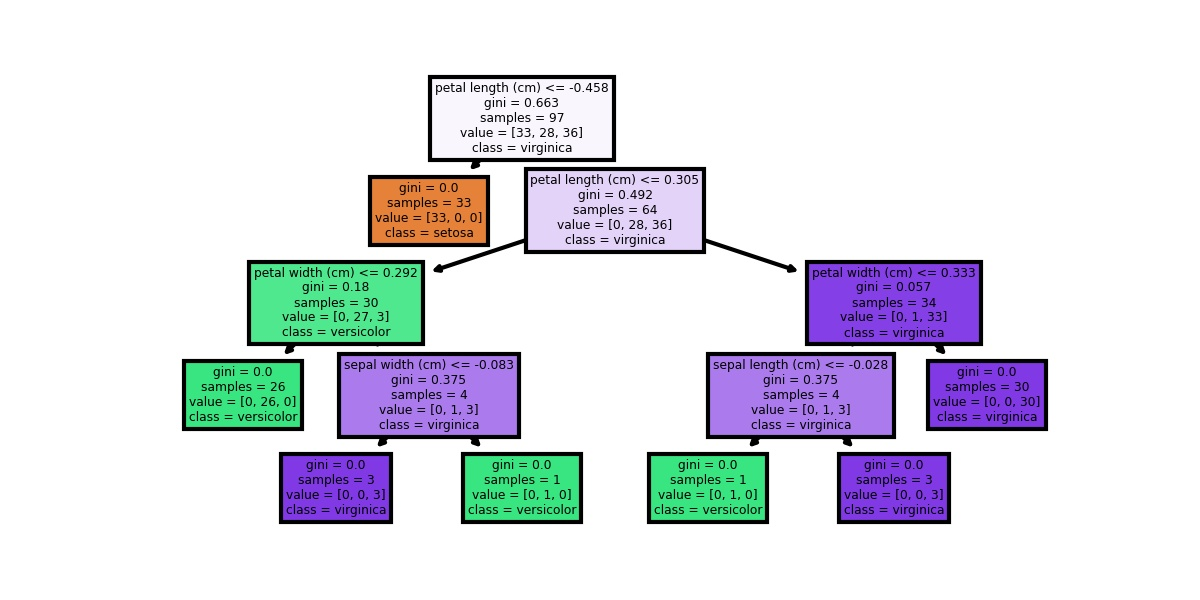 petal length (cm) <= -0.458
gini = 0.663
samples = 97
value = [33, 28, 36]
class = virginica
gini = 0.0
samples = 33
value = [33, 0, 0]
class = setosa
petal length (cm) <= 0.305
gini = 0.492
samples = 64
value = [0, 28, 36]
class = virginica
petal width (cm) <= 0.292
gini = 0.18
samples = 30
value = [0, 27, 3]
class = versicolor
petal width (cm) <= 0.333
gini = 0.057
samples = 34
value = [0, 1, 33]
class = virginica
gini = 0.0
samples = 26
value = [0, 26, 0]
class = versicolor
sepal width (cm) <= -0.083
gini = 0.375
samples = 4
value = [0, 1, 3]
class = virginica
sepal length (cm) <= -0.028
gini = 0.375
samples = 4
value = [0, 1, 3]
class = virginica
gini = 0.0
samples = 30
value = [0, 0, 30]
class = virginica
gini = 0.0
samples = 3
value = [0, 0, 3]
class = virginica
gini = 0.0
samples = 1
value = [0, 1, 0]
class = versicolor
gini = 0.0
samples = 1
value = [0, 1, 0]
class = versicolor
gini = 0.0
samples = 3
value = [0, 0, 3]
class = virginica